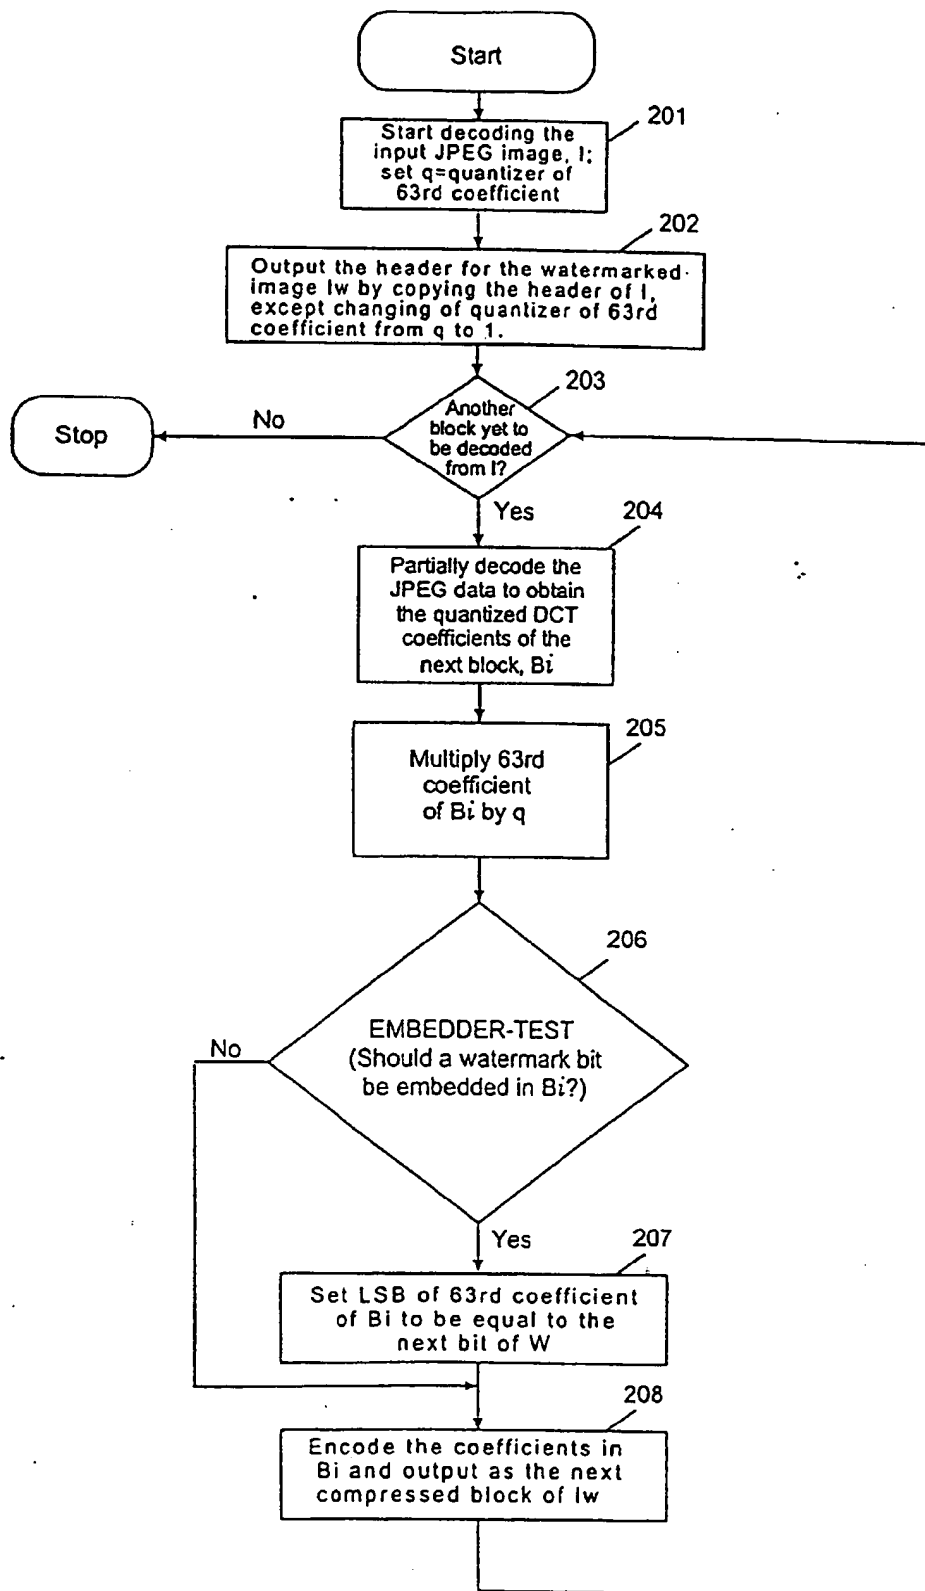 Start
201
Start decoding the
input JPEG image, I;
set q=quantizer of
63rd coefficient
202
Output the header for the watermarked
image Iw by copying the header of I,
except changing of quantizer of 63rd
coefficient from q to 1.
203
Another
block yet to
be decoded
from I?
No
Stop
Yes
204
Partially decode the
JPEG data to obtain
the quantized DCT
coefficients of the
next block, Bi
205
Multiply 63rd
coefficient
of Bi by q
206
EMBEDDER-TEST
(Should a watermark bit
be embedded in Bi?)
No
Yes
207
Set LSB of 63rd coefficient
of Bi to be equal to the
next bit of W
208
Encode the coefficients in
Bi and output as the next
compressed block of Iw